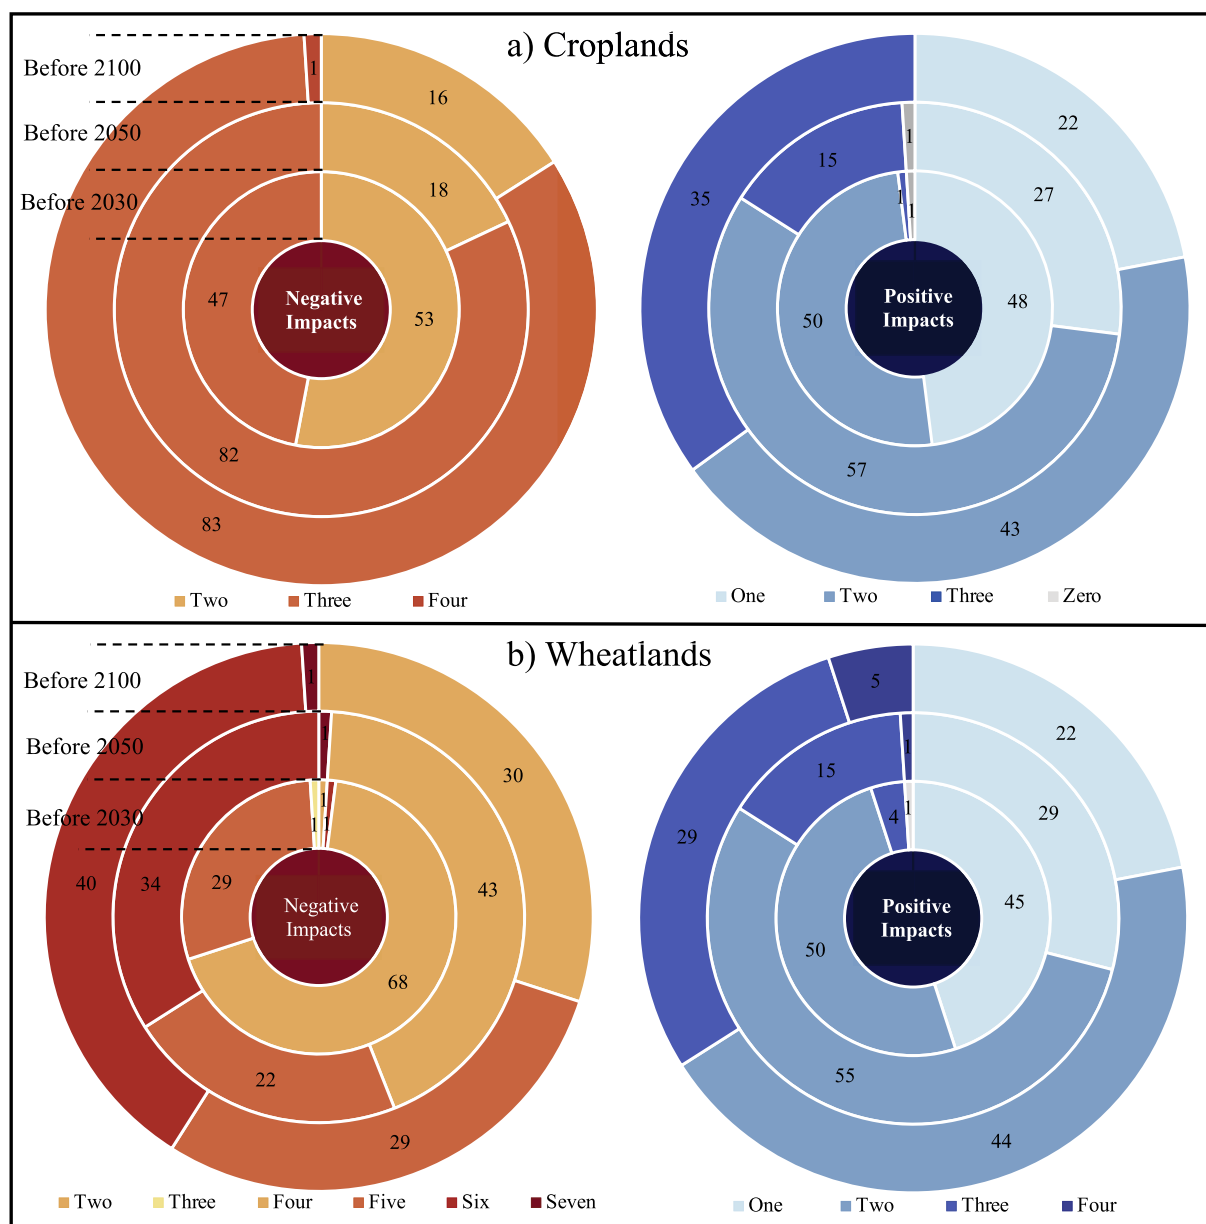 a) Croplands
Before 2100
Before 2050
Before 2030
1
16
18
47
53
82
83
Negative
Impacts
Two
Three
Four
22
1
15
27
35
1
1
50
48
57
43
Positive
Impacts
One
Two
Three
Zero
b) Wheatlands
Before 2100
Before 2050
Before 2030
1
1
30
1
1
1
40
34
29
43
68
22
29
Negative
Impacts
Two
Three
Four
Five
Six
Seven
5
22
1
15
29
29
4
1
50
45
55
44
Positive
Impacts
One
Two
Three
Four